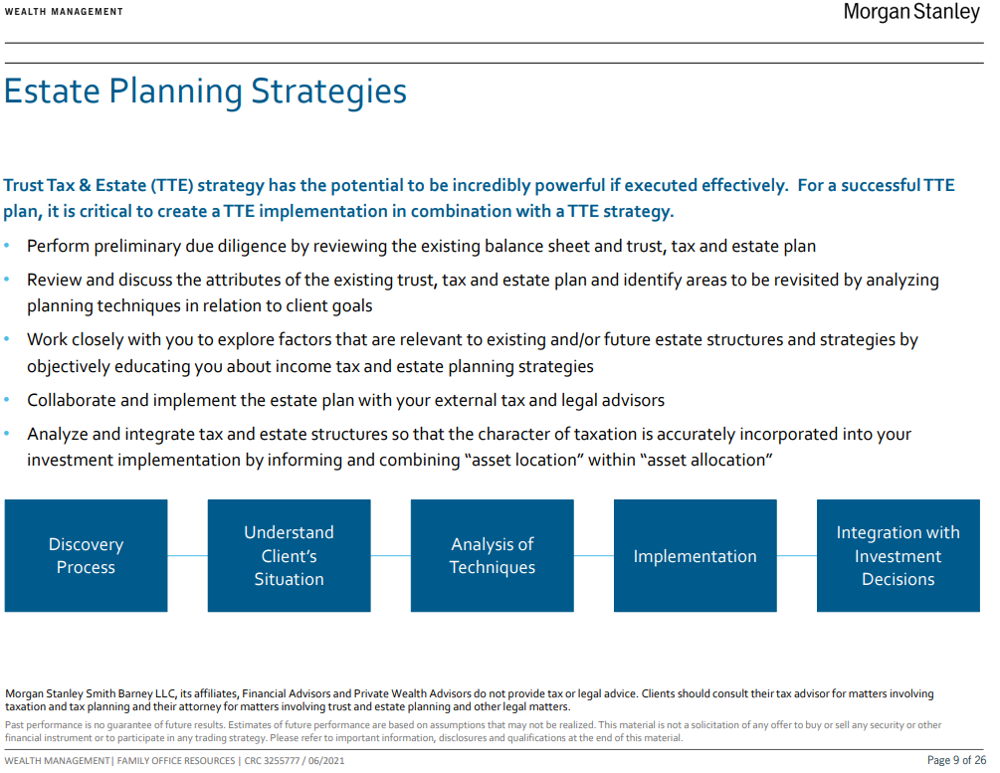 WEALTH MANAGEMENT
Morgan Stanley
Estate Planning Strategies
Trust Tax & Estate (TTE) strategy has the potential to be incredibly powerful if executed effectively.  For a successful TTE
plan, it is critical to create a TTE implementation in combination with a TTE strategy.
• Perform preliminary due diligence by reviewing the existing balance sheet and trust, tax and estate plan
• Review and discuss the attributes of the existing trust, tax and estate plan and identify areas to be revisited by analyzing
planning techniques in relation to client goals
• Work closely with you to explore factors that are relevant to existing and/or future estate structures and strategies by
objectively educating you about income tax and estate planning strategies
• Collaborate and implement the estate plan with your external tax and legal advisors
• Analyze and integrate tax and estate structures so that the character of taxation is accurately incorporated into your
investment implementation by informing and combining “asset location” within “asset allocation”
Discovery
Process
Understand
Client’s
Situation
Analysis of
Techniques
Implementation
Integration with
Investment
Decisions
Morgan Stanley Smith Barney LLC, its affiliates, Financial Advisors and Private Wealth Advisors do not provide tax or legal advice. Clients should consult their tax advisor for matters involving
taxation and tax planning and their attorney for matters involving trust and estate planning and other legal matters.
Past performance is no guarantee of future results. Estimates of future performance are based on assumptions that may not be realized. This material is not a solicitation of any offer to buy or sell any security or other
financial instrument or to participate in any trading strategy. Please refer to important information, disclosures and qualifications at the end of this material.
WEALTH MANAGEMENT| FAMILY OFFICE RESOURCES | CRC 3255777 / 06/2021
Page 9 of 26